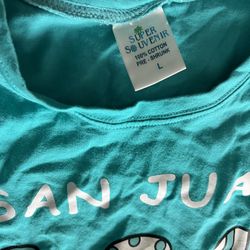 SUPER
SOUVENIR
100% COTTON
PRE - SHRUNK
L
SAN JUA